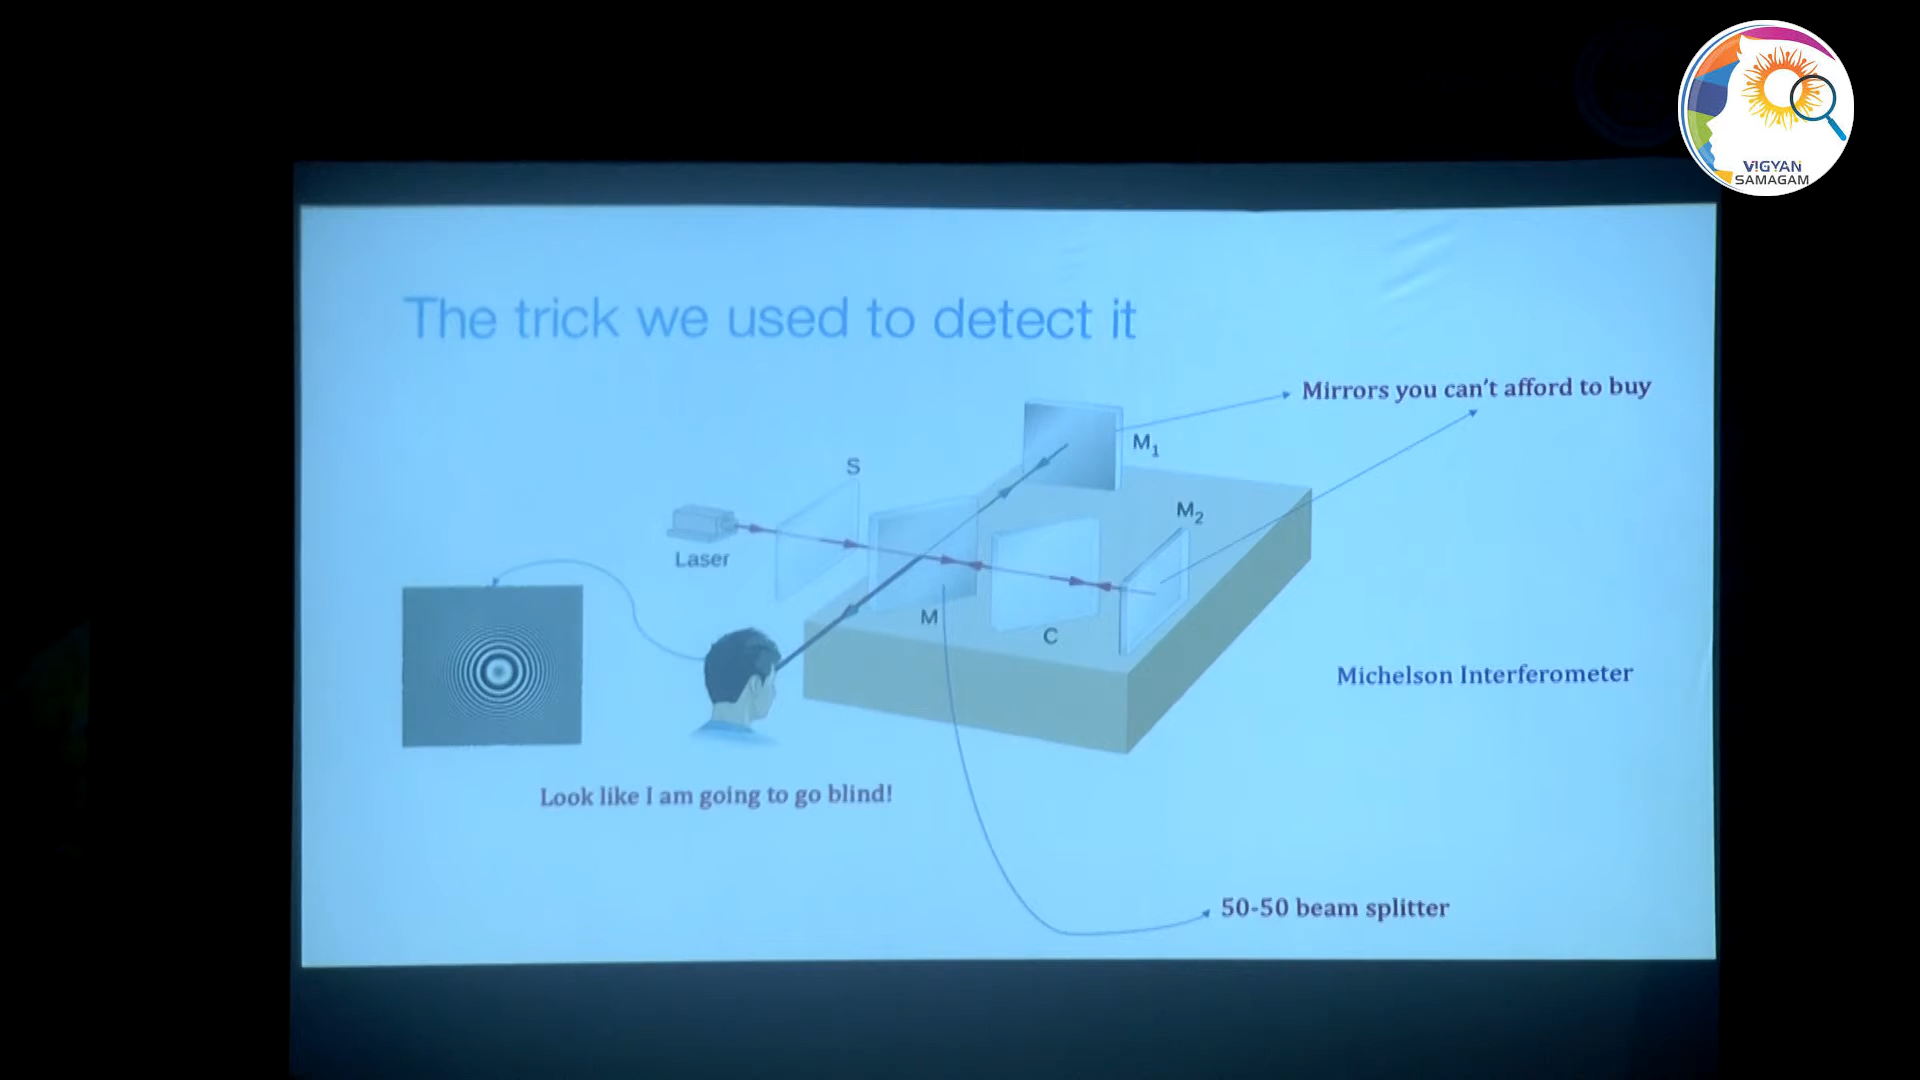 VIGYAN
SAMAGAM
The trick we used to detect it
Mirrors you can't afford to buy
M1
S
M2
Laser
M
C
Michelson Interferometer
Look like I am going to go blind!
50-50 beam splitter